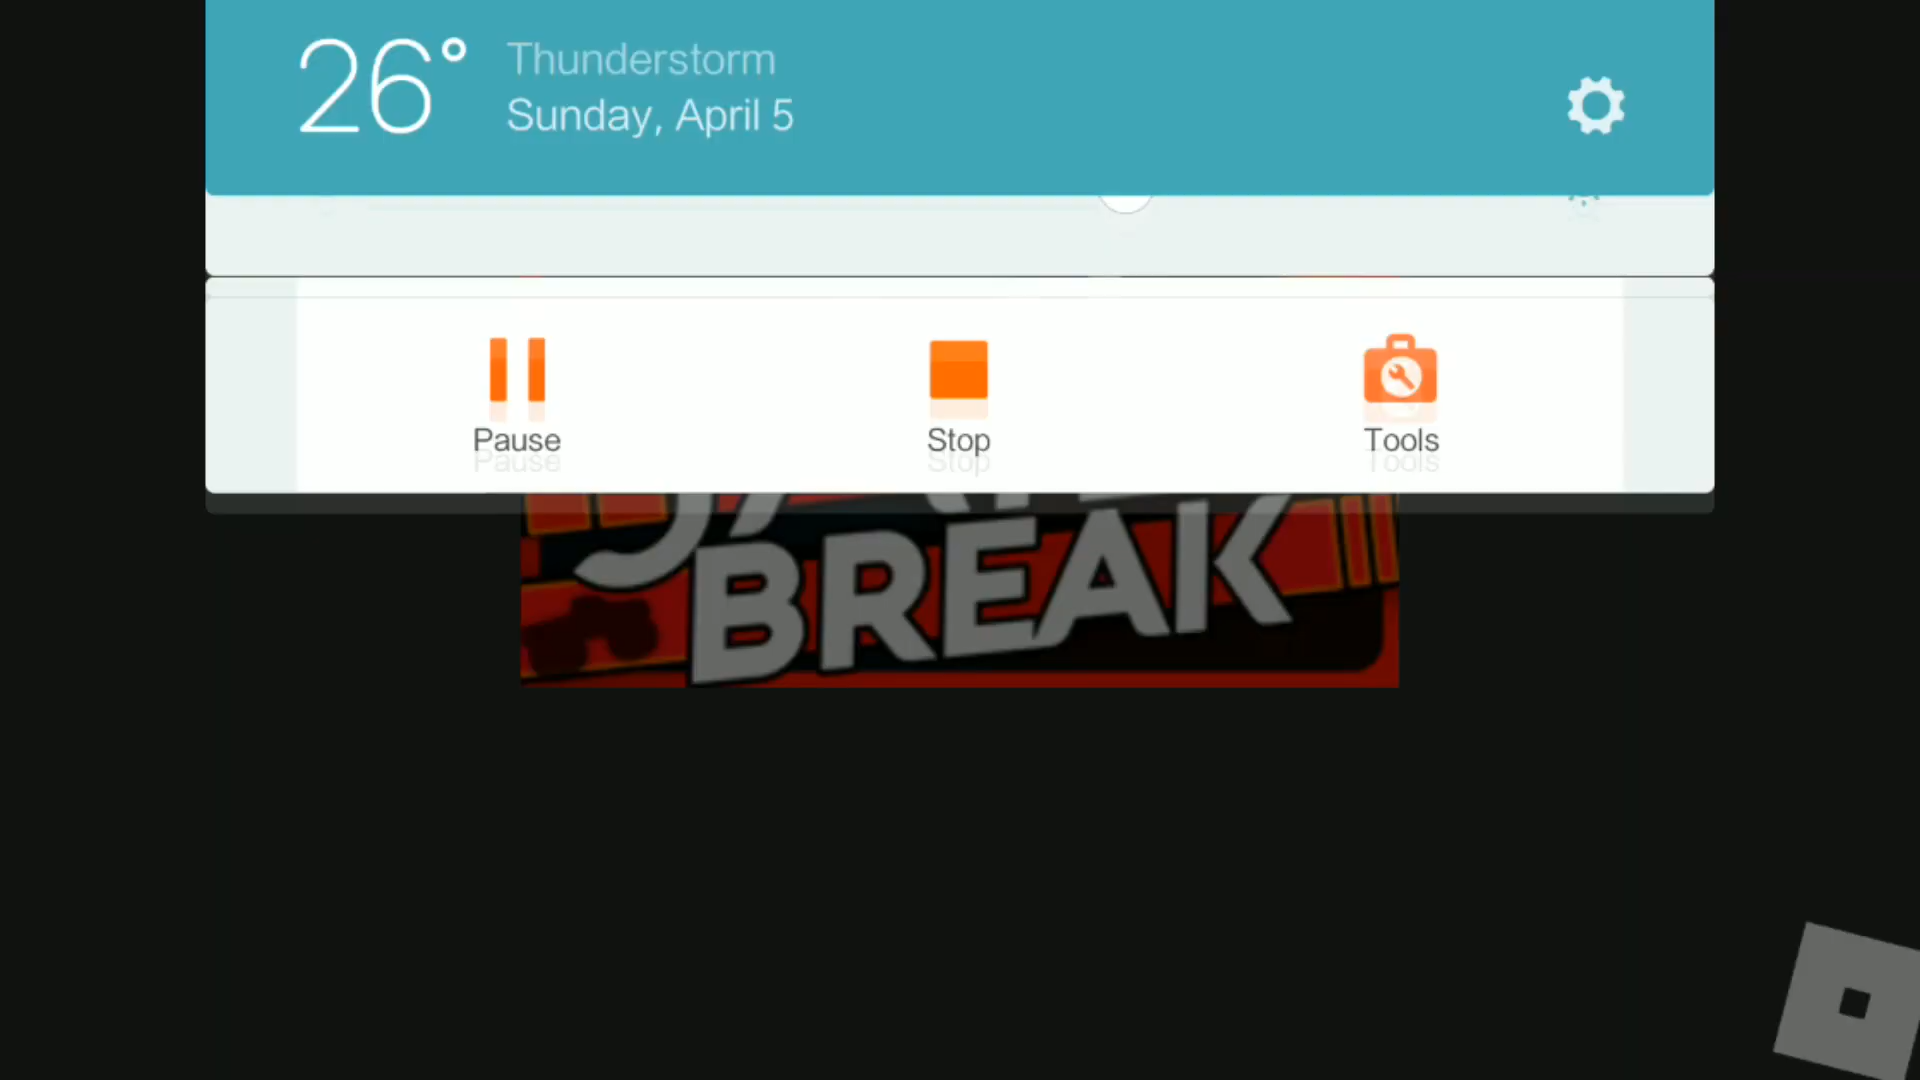 26°
Thunderstorm
Sunday, April 5
Pause
Stop
Tools
BREAK